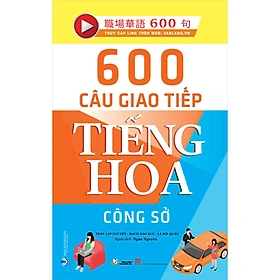 職場華語 600 句
TRUY CẬP LINK TRÊN WEB: VANLANG.VN
600
CÂU GIAO TIẾP
TIẾNG
HOA
CÔNG SỞ